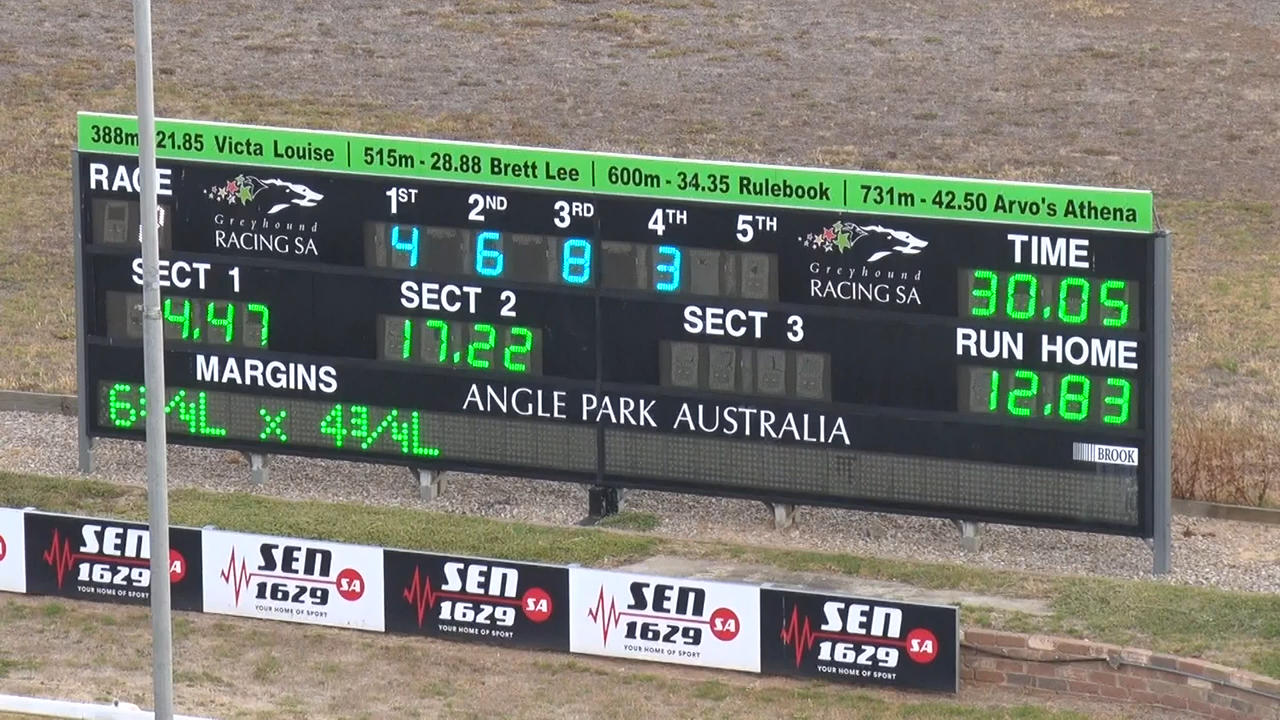 388m 21.85 Victa Louise | 515m - 28.88 Brett Lee | 600m - 34.35 Rulebook | 731m - 42.50 Arvo's Athena
RACE
Greyhound
RACING SA
1ST 2ND 3RD 4TH 5TH
4 6 8 3
Greyhound
RACING SA
TIME
30.05
SECT 1
4.47
SECT 2
17.22
SECT 3
RUN HOME
12.83
MARGINS
x 4¾L
ANGLE PARK AUSTRALIA
BROOK
SEN
1629
SA
YOUR HOME OF SPORT
SEN
1629
SA
YOUR HOME OF SPORT
SEN
1629
SA
YOUR HOME OF SPORT
SEN
1629
SA
YOUR HOME OF SPORT
SEN
1629
SA
YOUR HOME OF SPORT